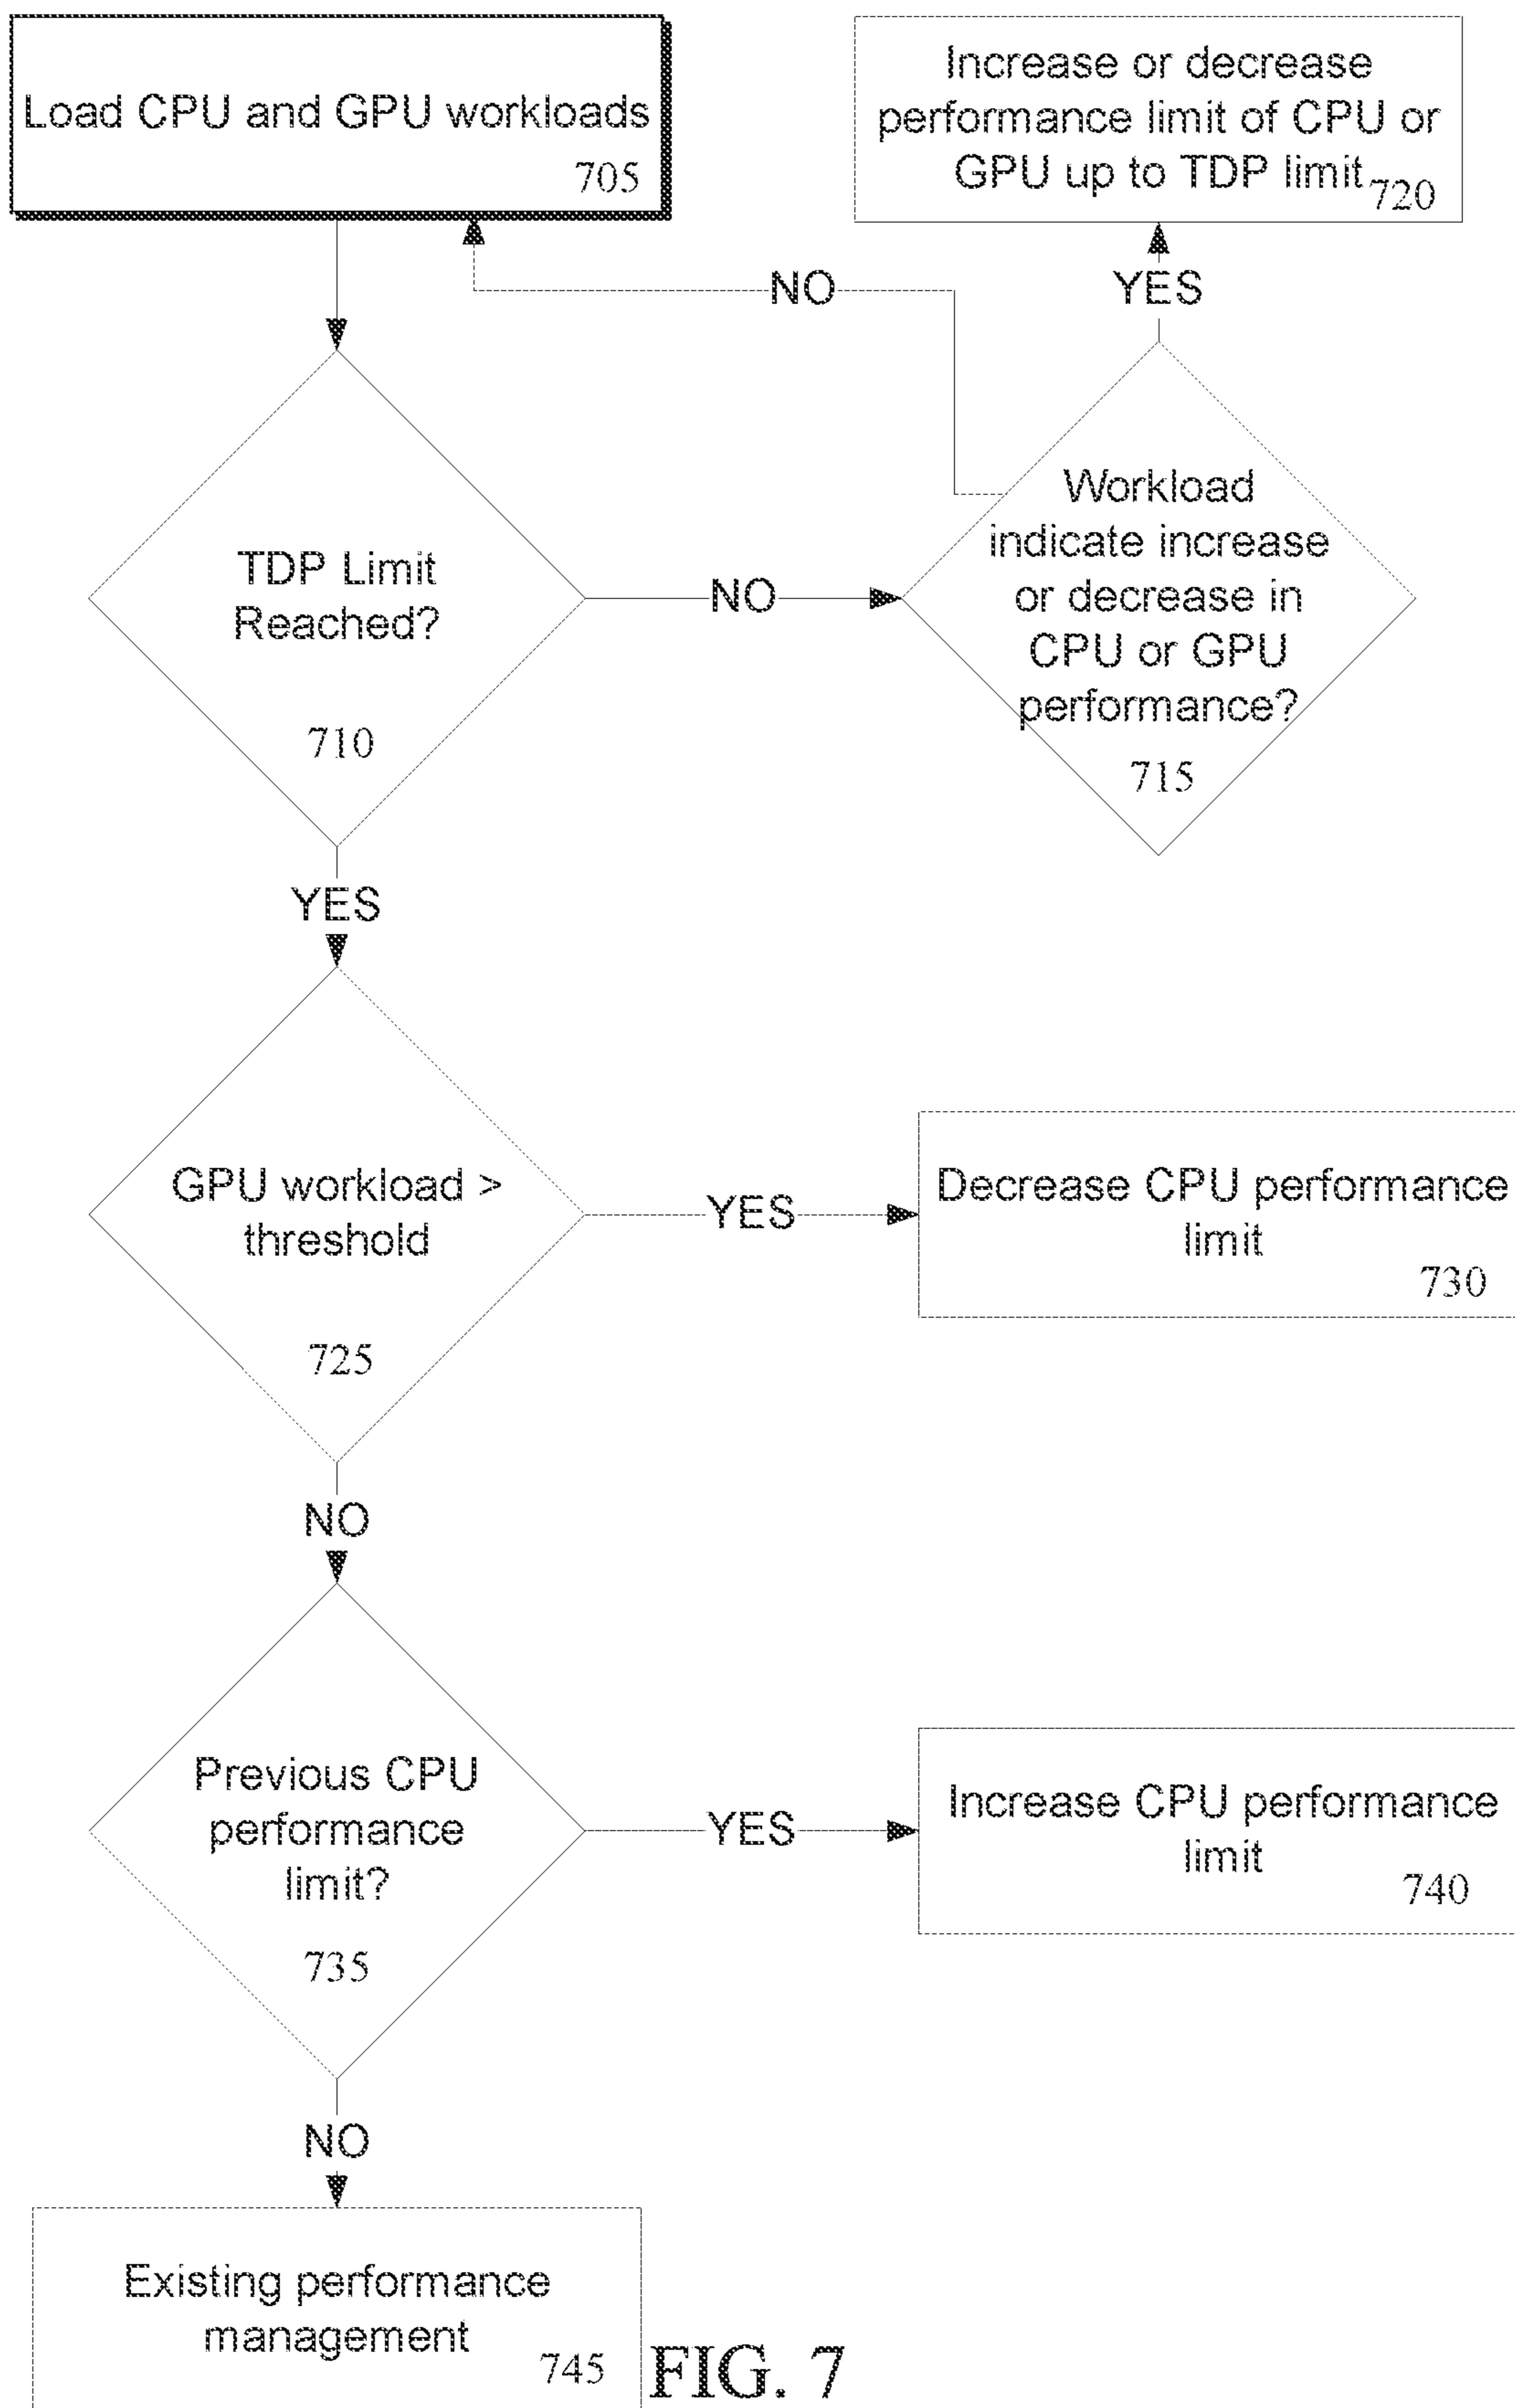 Load CPU and GPU workloads
705
Increase or decrease
performance limit of CPU or
GPU up to TDP limit
720
NO
YES
TDP Limit
Reached?
710
NO
Workload
indicate increase
or decrease in
CPU or GPU
performance?
715
YES
GPU workload >
threshold
725
YES
Decrease CPU performance
limit
730
NO
Previous CPU
performance
limit?
735
YES
Increase CPU performance
limit
740
NO
Existing performance
management
745
FIG. 7